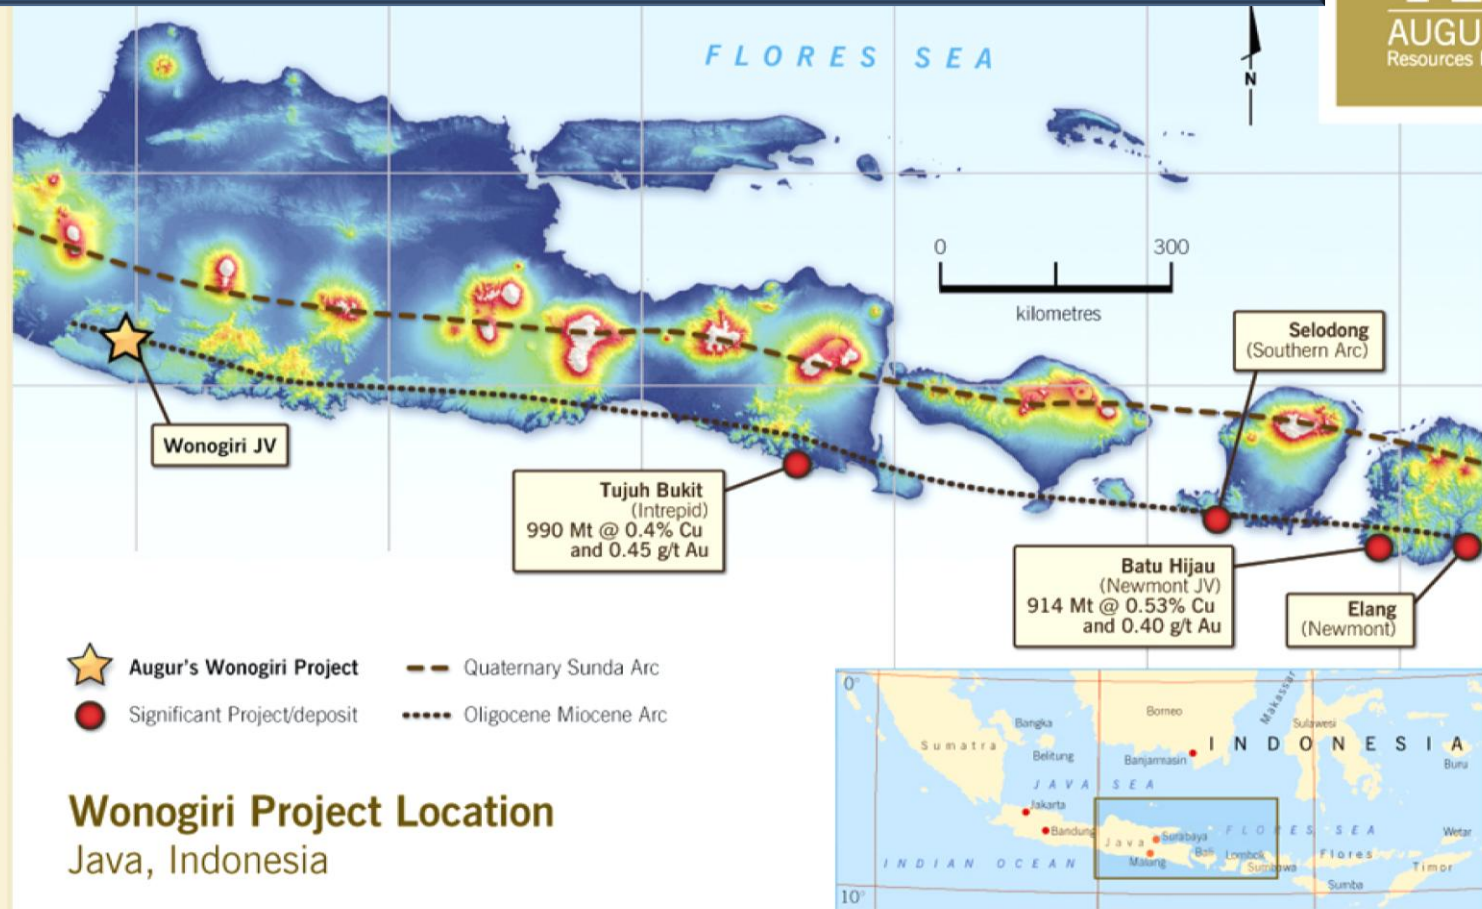 AUGU
Resources
FLORES SEA
N
0 300
kilometres
Selodong
(Southern Arc)
Wonogiri JV
Tujuh Bukit
(Intrepid)
990 Mt @ 0.4% Cu
and 0.45 g/t Au
Batu Hijau
(Newmont JV)
914 Mt @ 0.53% Cu
and 0.40 g/t Au
Elang
(Newmont)
Augur's Wonogiri Project
Quaternary Sunda Arc
Significant Project/deposit
Oligocene Miocene Arc
Wonogiri Project Location
Java, Indonesia
0°
Borneo
Makassar
Bangka
Sulawesi
Sumatra
INDONESIA
Belitung
Banjarmasin
Buru
JAVA SEA
Jakarta
Bandung
Surabaya
FLORES SEA
Wetar
Java
Bali
Lombok
Flores
Malang
INDIAN OCEAN
Sumbawa
Timor
Sumba
10°